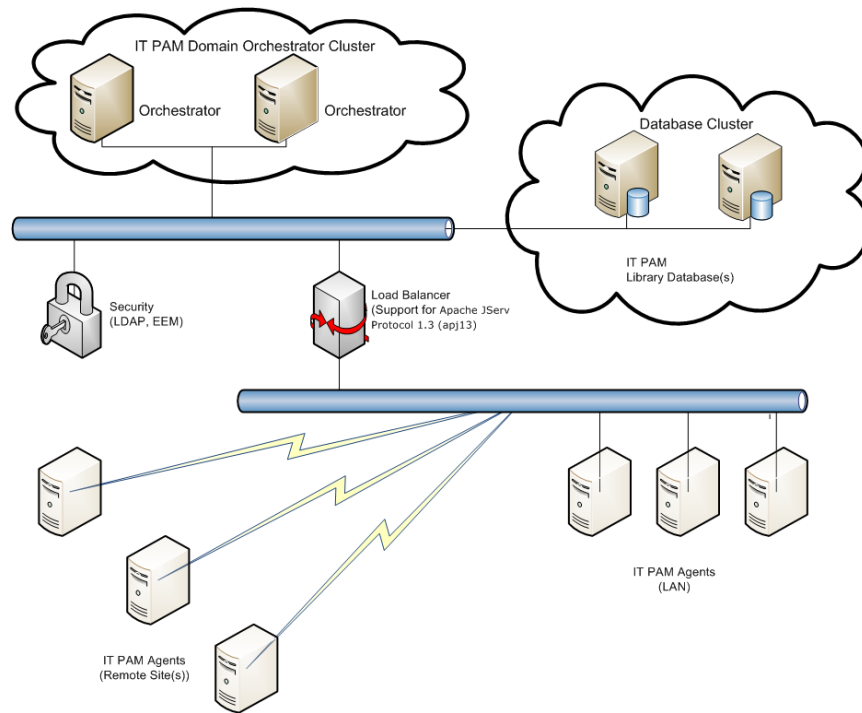 IT PAM Domain Orchestrator Cluster
Orchestrator
Orchestrator
Database Cluster
IT PAM
Library Database(s)
Security
(LDAP, EEM)
Load Balancer
(Support for Apache JServ
Protocol 1.3 (apj13)
IT PAM Agents
(LAN)
IT PAM Agents
(Remote Site(s))